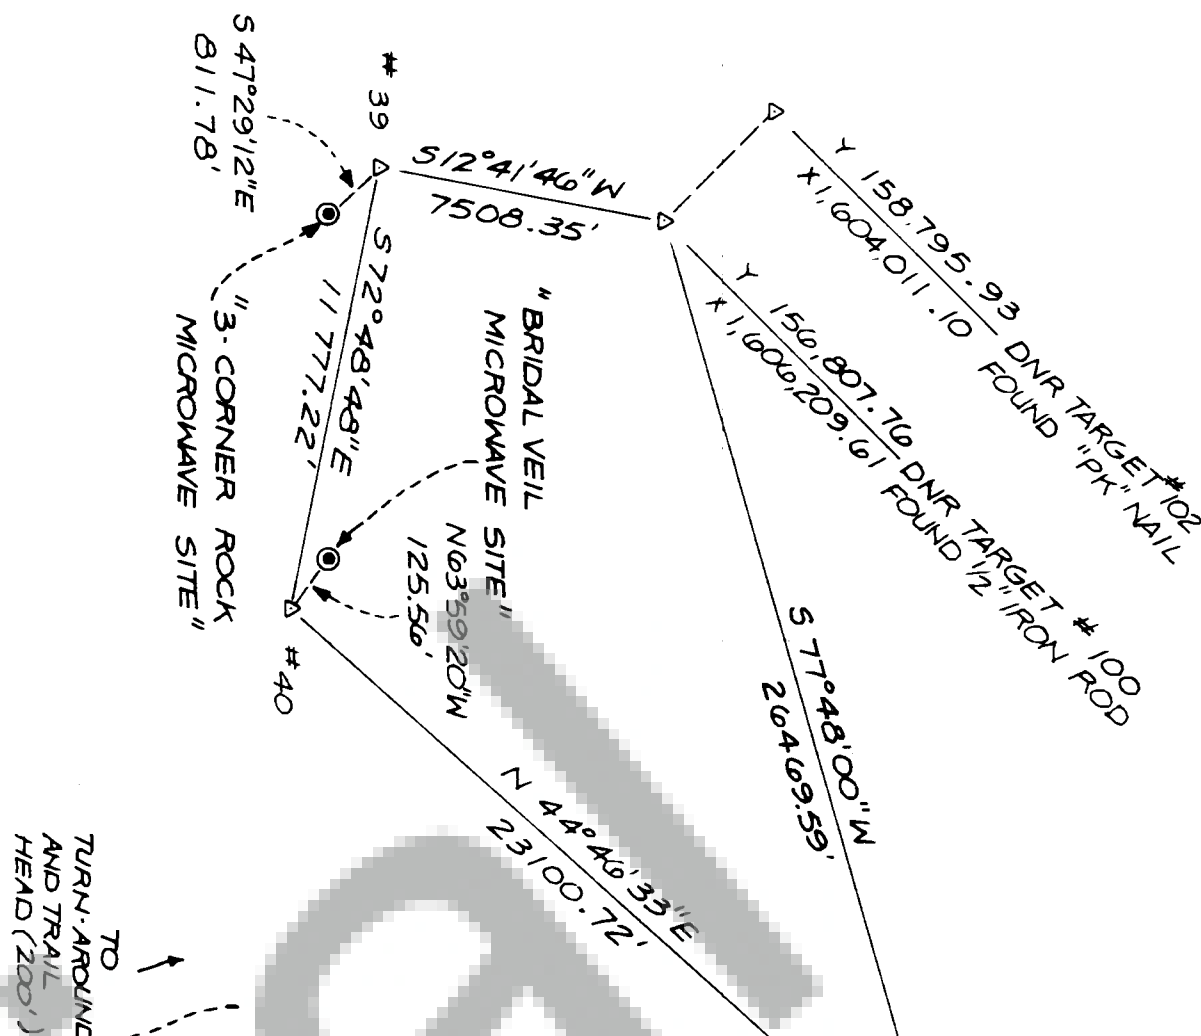 S 47°29'12"E
811.78'
# 39
S12°41'46"W
7508.35'
Y 158,795.93
X 1,604,011.10
DNR TARGET # 102
FOUND "PK" NAIL
Y 156,807.76
X 1,606,209.61
DNR TARGET # 100
FOUND 1/2" IRON ROD
"BRIDAL VEIL
MICROWAVE SITE"
N63°59'20"W
125.56'
S 72°48'48"E
11 777.22'
"3-CORNER ROCK
MICROWAVE SITE"
# 40
S 77°48'00"W
26469.59'
N 44°46'33"E
23100.72'
TO
TURN-AROUND
AND TRAIL
HEAD (200')